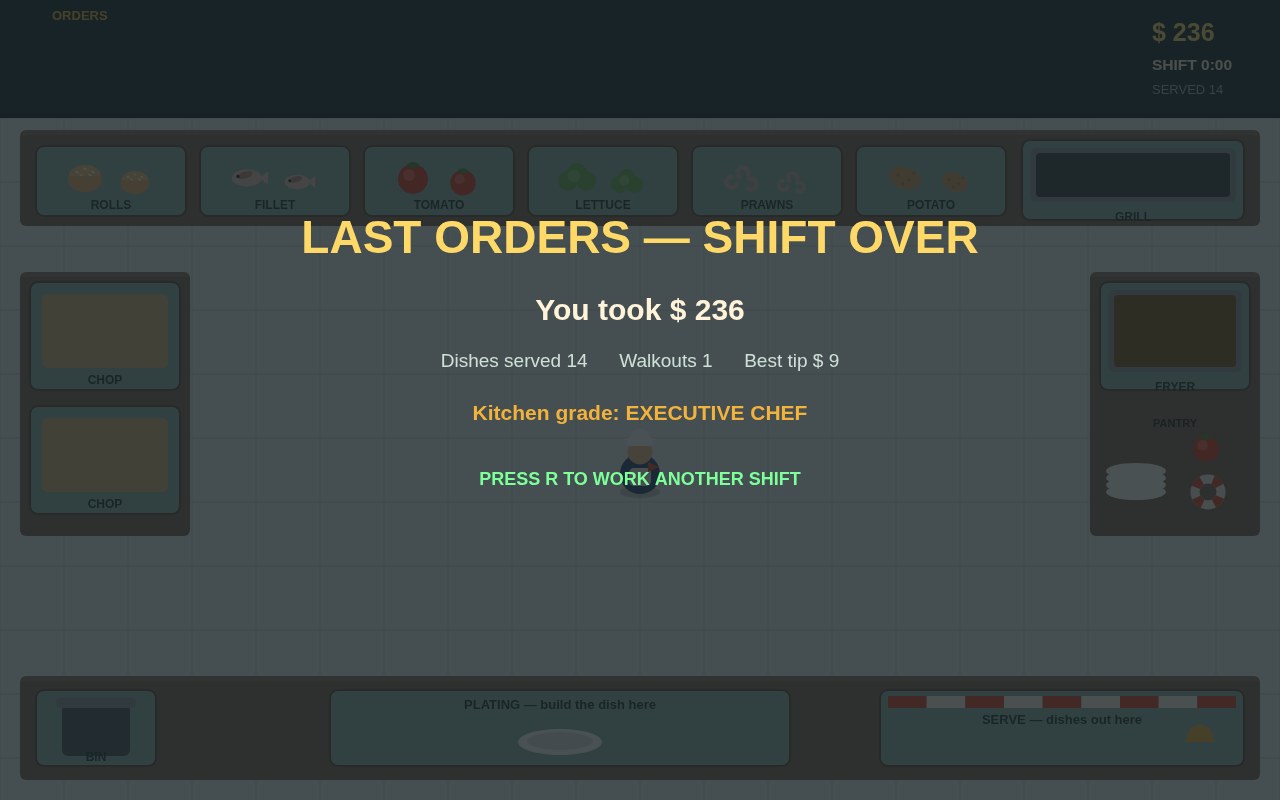 ORDERS
$ 236
SHIFT 0:00
SERVED 14
ROLLS
FILLET
TOMATO
LETTUCE
PRAWNS
POTATO
GRILL
LAST ORDERS — SHIFT OVER
You took $ 236
Dishes served 14 Walkouts 1 Best tip $ 9
CHOP
FRYER
Kitchen grade: EXECUTIVE CHEF
PANTRY
PRESS R TO WORK ANOTHER SHIFT
CHOP
PLATING — build the dish here
SERVE — dishes out here
BIN